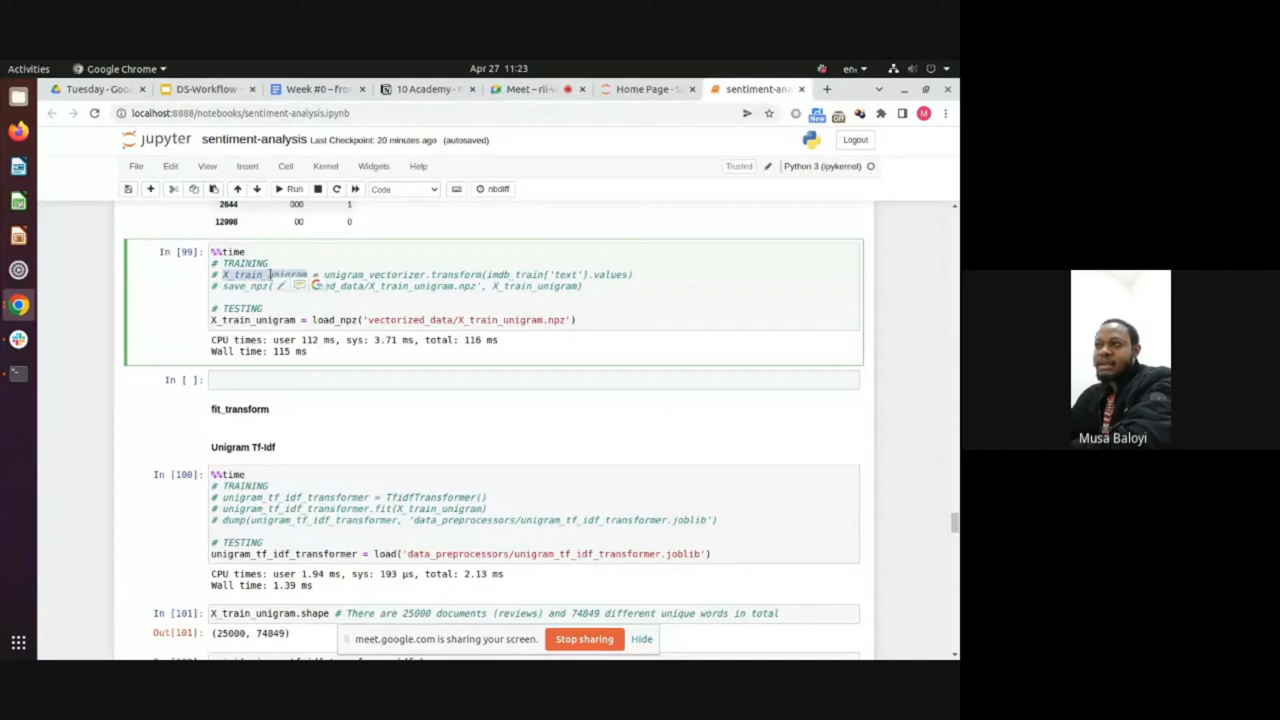 Activities
Google Chrome
Apr 27 11:23
en
Tuesday - Goo
DS-Workflow
Week #0 – fro
10 Academy -
Meet – rii-v
Home Page - S
sentiment-ana
localhost:8888/notebooks/sentiment-analysis.ipynb
New
Off
M
jupyter
sentiment-analysis Last Checkpoint: 20 minutes ago (autosaved)
Logout
File Edit View Insert Cell Kernel Widgets Help
Trusted
Python 3 (ipykernel)
Run
Code
nbdiff
2644 000 1
12998 00 0
In [99]:
%%time
# TRAINING
# X_train_unigram = unigram_vectorizer.transform(imdb_train['text'].values)
# save_npz( ed_data/X_train_unigram.npz', X_train_unigram)
# TESTING
X_train_unigram = load_npz('vectorized_data/X_train_unigram.npz')
CPU times: user 112 ms, sys: 3.71 ms, total: 116 ms
Wall time: 115 ms
In [ ]:
fit_transform
Unigram Tf-Idf
In [100]:
%%time
# TRAINING
# unigram_tf_idf_transformer = TfidfTransformer()
# unigram_tf_idf_transformer.fit(X_train_unigram)
# dump(unigram_tf_idf_transformer, 'data_preprocessors/unigram_tf_idf_transformer.joblib')
# TESTING
unigram_tf_idf_transformer = load('data_preprocessors/unigram_tf_idf_transformer.joblib')
CPU times: user 1.94 ms, sys: 193 µs, total: 2.13 ms
Wall time: 1.39 ms
In [101]:
X_train_unigram.shape # There are 25000 documents (reviews) and 74849 different unique words in total
Out[101]:
(25000, 74849)
meet.google.com is sharing your screen.
Stop sharing
Hide
Musa Baloyi